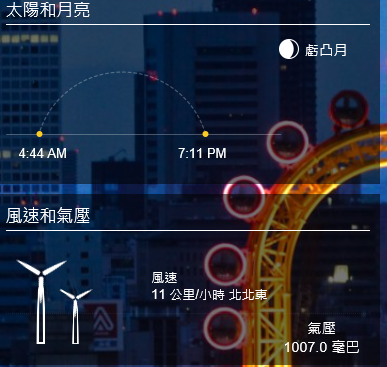 太陽和月亮
虧凸月
4:44 AM
7:11 PM
風速和氣壓
風速
11 公里/小時 北北東
氣壓
1007.0 毫巴